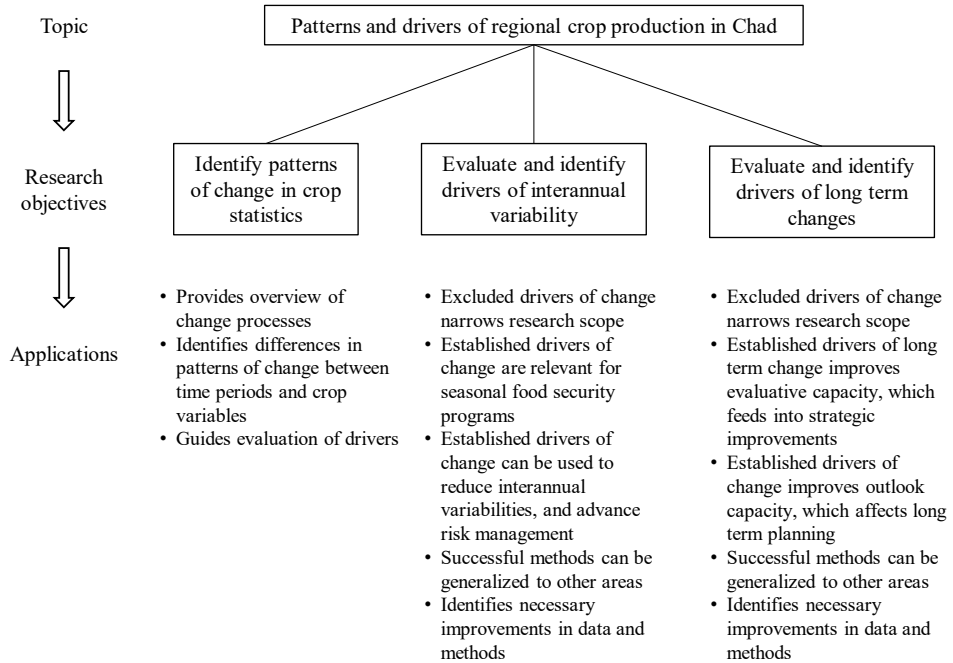 Topic
Patterns and drivers of regional crop production in Chad
Research
objectives
Identify patterns
of change in crop
statistics
Evaluate and identify
drivers of interannual
variability
Evaluate and identify
drivers of long term
changes
Applications
• Provides overview of
change processes
• Identifies differences in
patterns of change between
time periods and crop
variables
• Guides evaluation of drivers
• Excluded drivers of change
narrows research scope
• Established drivers of
change are relevant for
seasonal food security
programs
• Established drivers of
change can be used to
reduce interannual
variabilities, and advance
risk management
• Successful methods can be
generalized to other areas
• Identifies necessary
improvements in data and
methods
• Excluded drivers of change
narrows research scope
• Established drivers of long
term change improves
evaluative capacity, which
feeds into strategic
improvements
• Established drivers of
change improves outlook
capacity, which affects long
term planning
• Successful methods can be
generalized to other areas
• Identifies necessary
improvements in data and
methods